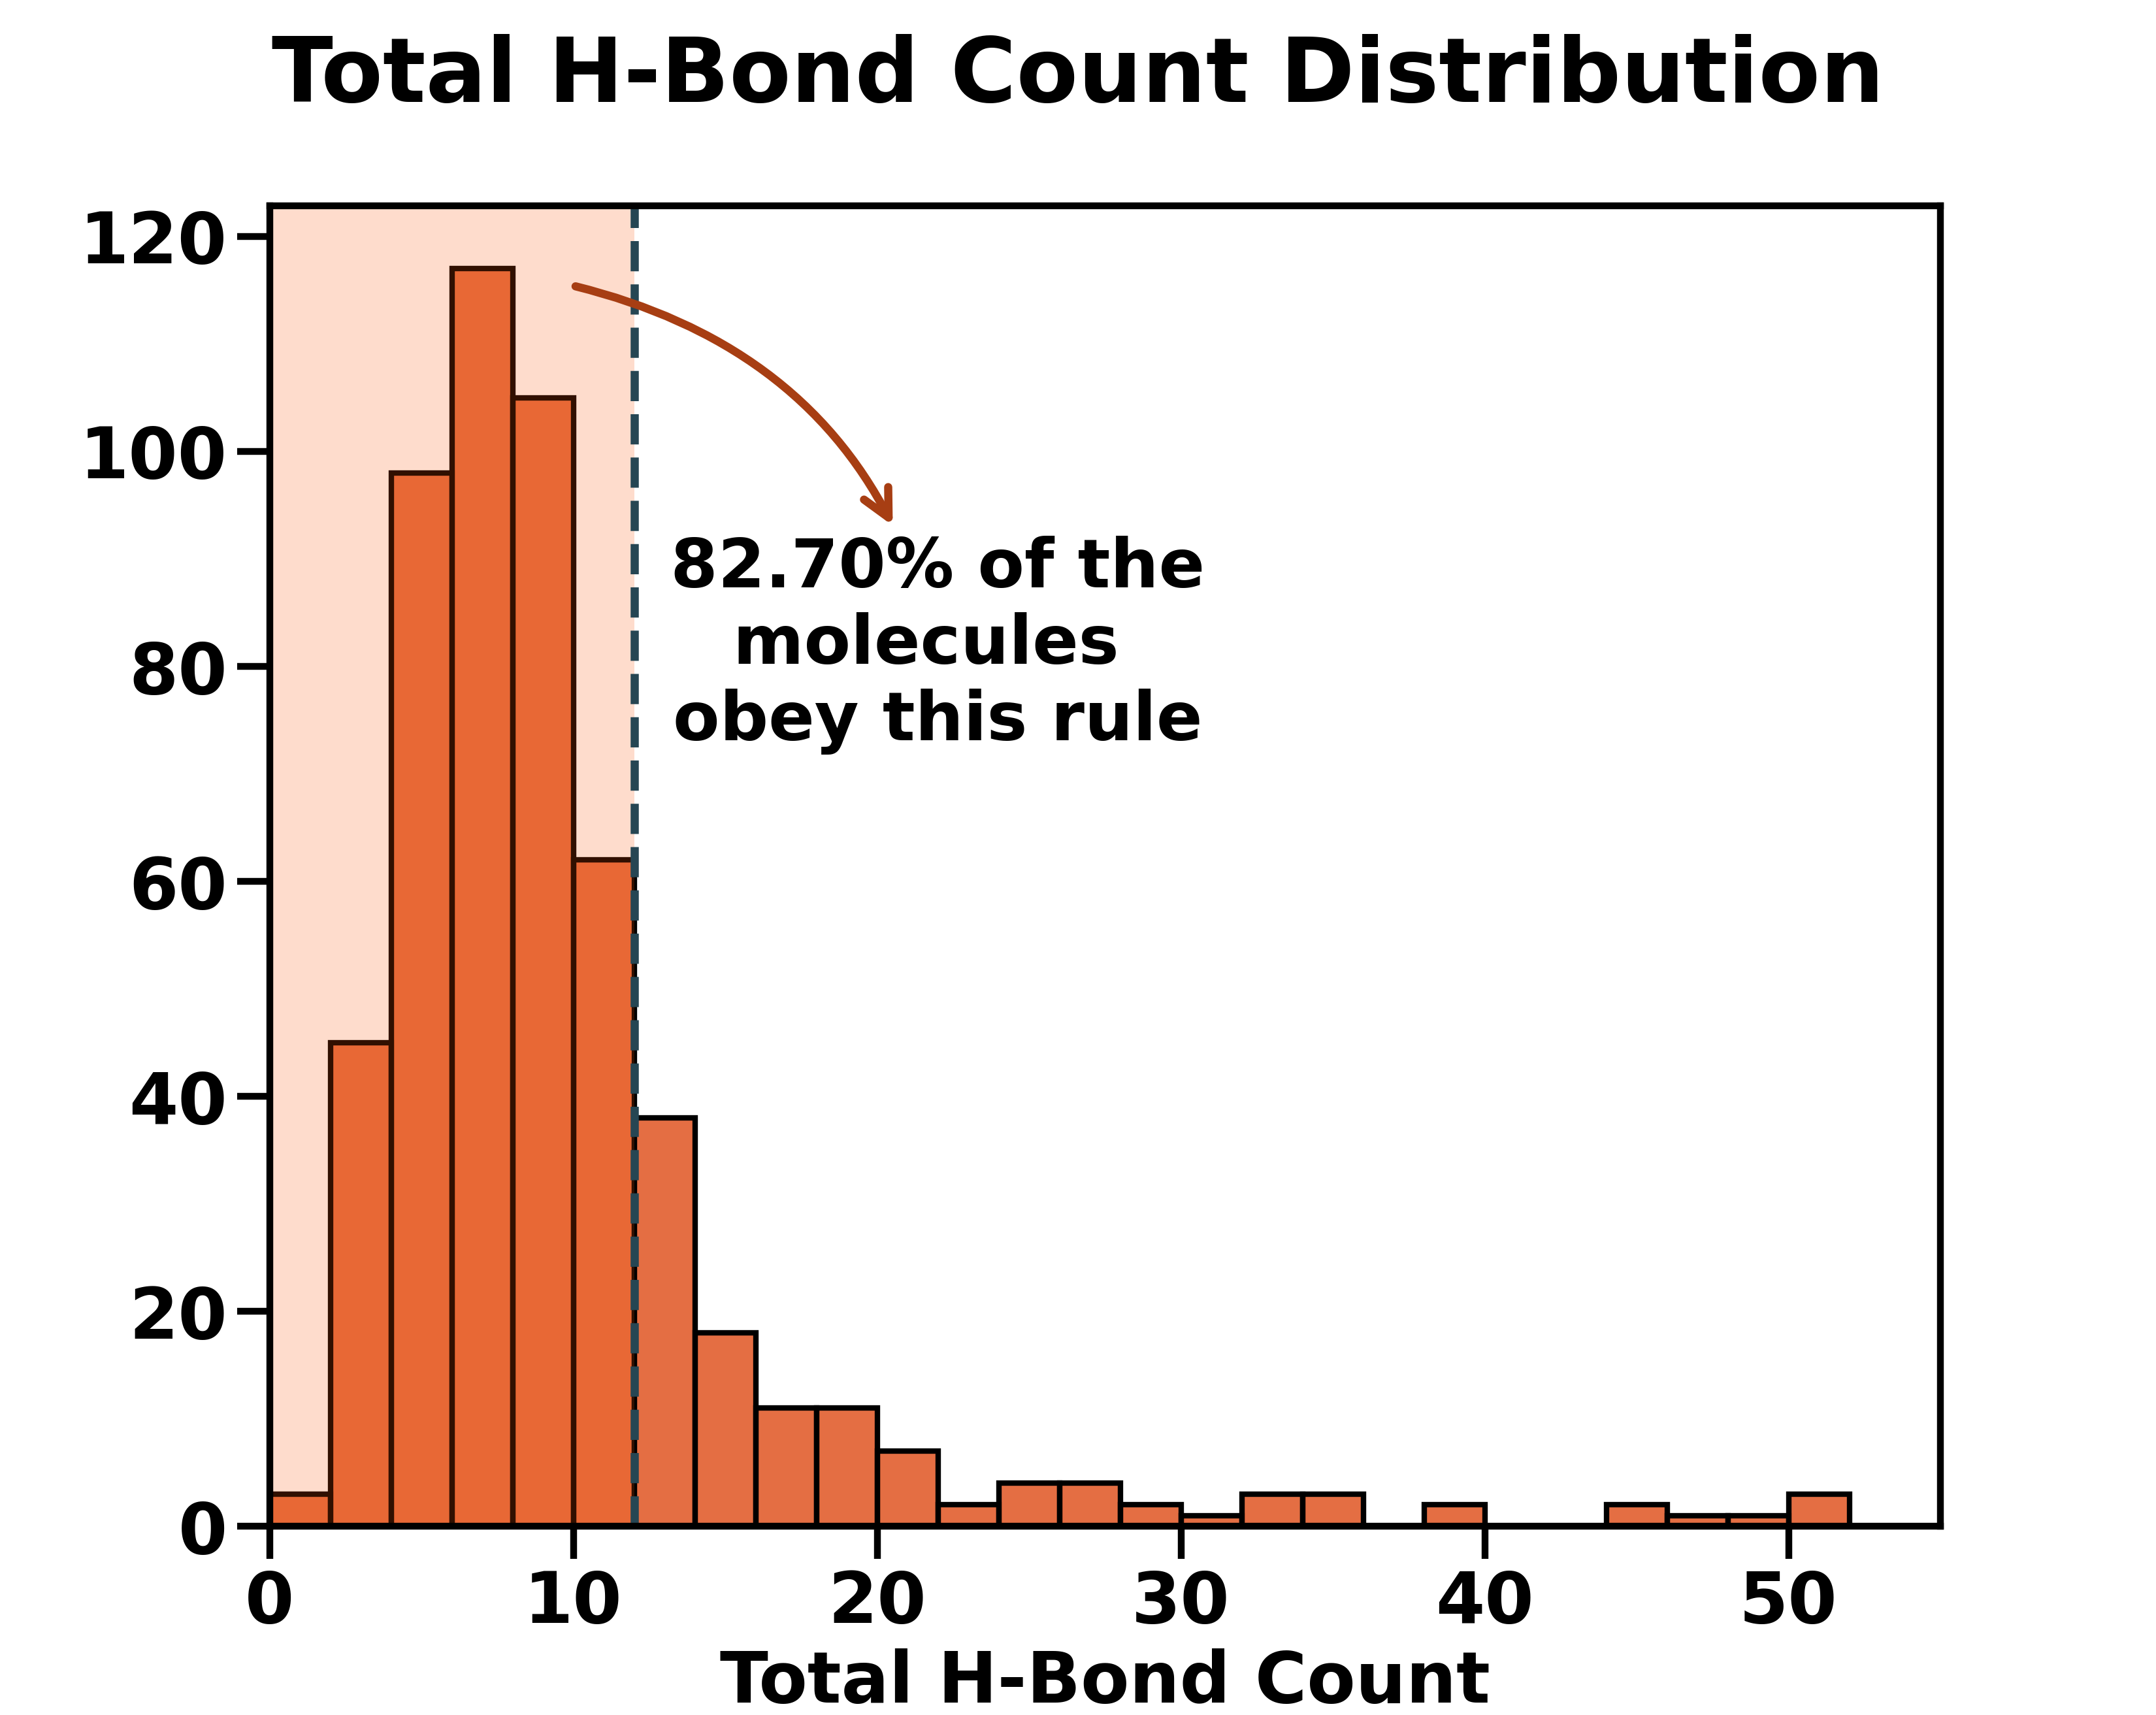 Total H-Bond Count Distribution
120
100
80
60
40
20
0
82.70% of the
molecules
obey this rule
0 10 20 30 40 50
Total H-Bond Count